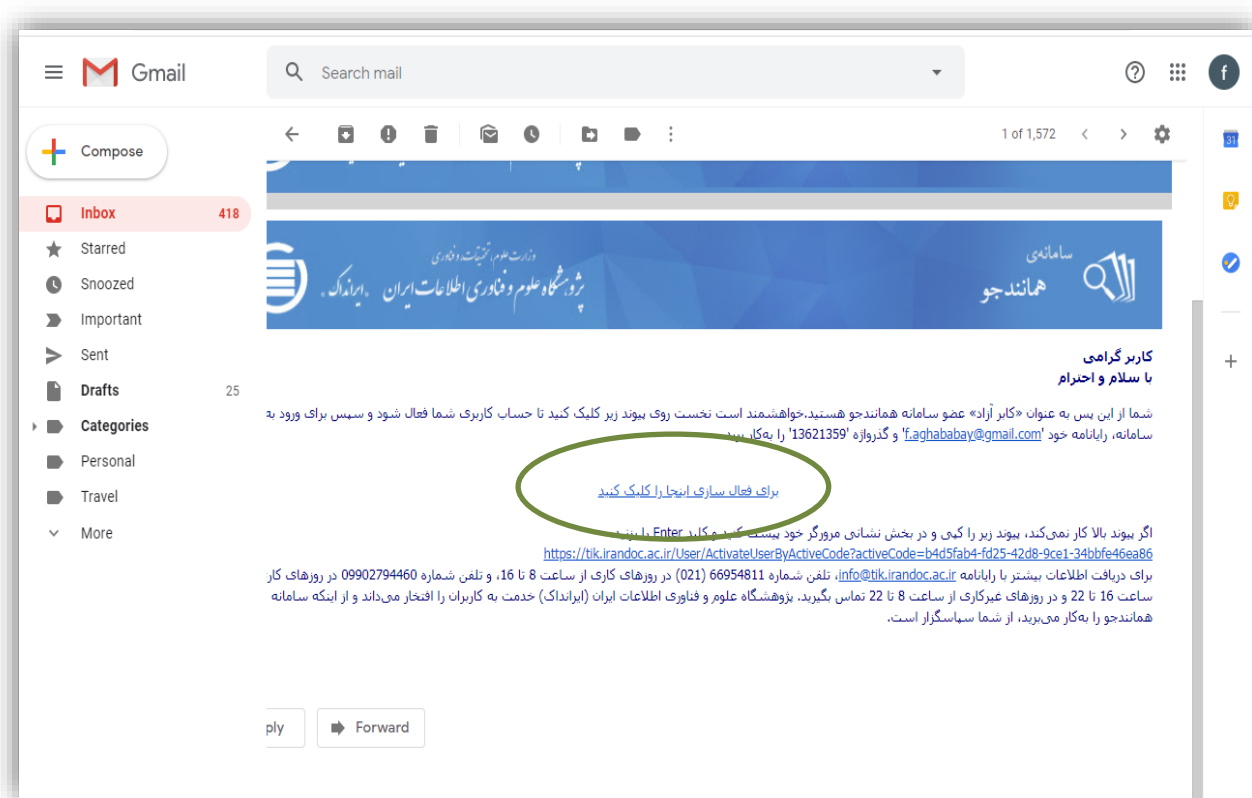 Gmail
Search mail
f
Compose
1 of 1,572
31
Inbox 418
Starred
Snoozed
Important
Sent
Drafts 25
Categories
Personal
Travel
More
سامانه‌ی
همانندجو
وزارت علوم، تحقیقات و فناوری
پژوهشگاه علوم و فناوری اطلاعات ایران ایرانداک
کاربر گرامی
با سلام و احترام
شما از این پس به عنوان «کابر آزاد» عضو سامانه همانندجو هستید.خواهشمند است نخست روی پیوند زیر کلیک کنید تا حساب کاربری شما فعال شود و سپس برای ورود به
سامانه، رایانامه خود 'f.aghababay@gmail.com' و گذرواژه '13621359' را به‌کار برید
برای فعال سازی اینجا را کلیک کنید
اگر پیوند بالا کار نمی‌کند، پیوند زیر را کپی و در بخش نشانی مرورگر خود پیست کنید و کلید Enter را بزنید
https://tik.irandoc.ac.ir/User/ActivateUserByActiveCode?activeCode=b4d5fab4-fd25-42d8-9ce1-34bbfe46ea86
برای دریافت اطلاعات بیشتر با رایانامه info@tik.irandoc.ac.ir، تلفن شماره 66954811 (021) در روزهای کاری از ساعت 8 تا 16، و تلفن شماره 09902794460 در روزهای کار
ساعت 16 تا 22 و در روزهای غیرکاری از ساعت 8 تا 22 تماس بگیرید. پژوهشگاه علوم و فناوری اطلاعات ایران (ایرانداک) خدمت به کاربران را افتخار می‌داند و از اینکه سامانه
همانندجو را به‌کار می‌برید، از شما سپاسگزار است.
ply
Forward